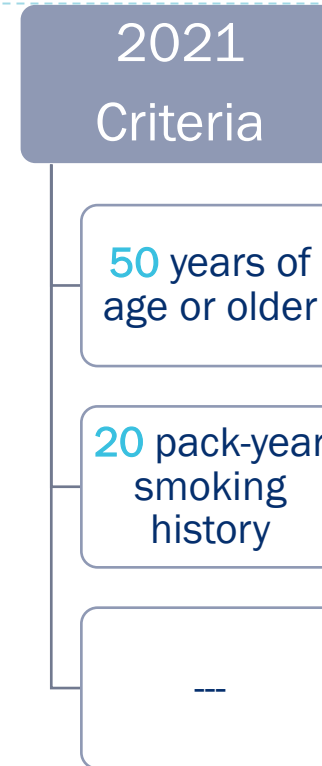 2021
Criteria
50 years of
age or older
20 pack-year
smoking
history
---